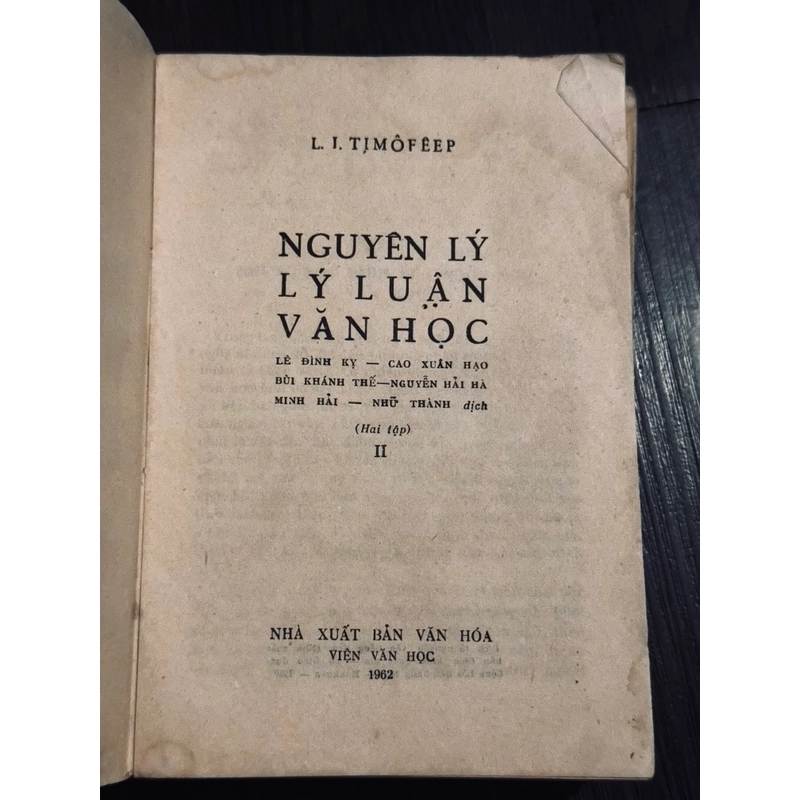 L. I. TỊMÔFÊEP
NGUYÊN LÝ
LÝ LUẬN
VĂN HỌC
LÊ ĐÌNH KỴ — CAO XUÂN HẠO
BÙI KHÁNH THẾ—NGUYỄN HẢI HÀ
MINH HẢI — NHỮ THÀNH dịch
(Hai tập)
II
NHÀ XUẤT BẢN VĂN HÓA
VIỆN VĂN HỌC
1962